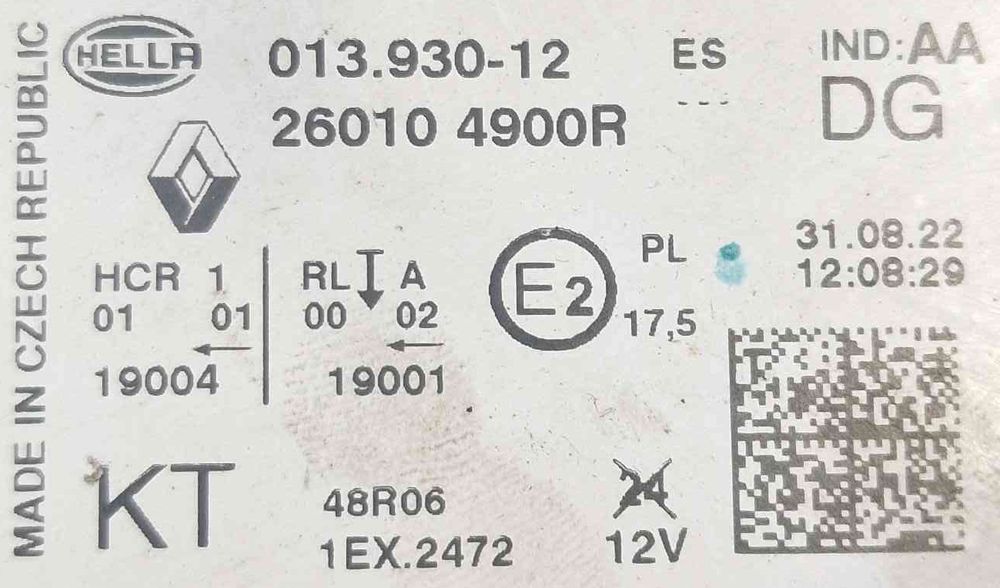 MADE IN CZECH REPUBLIC
HELLA 013.930-12 ES IND:AA
26010 4900R --- DG
HCR 1 RL A E2 PL 31.08.22
01 01 00 02 17,5 12:08:29
19004 19001
KT 48R06 24
1EX.2472 12V